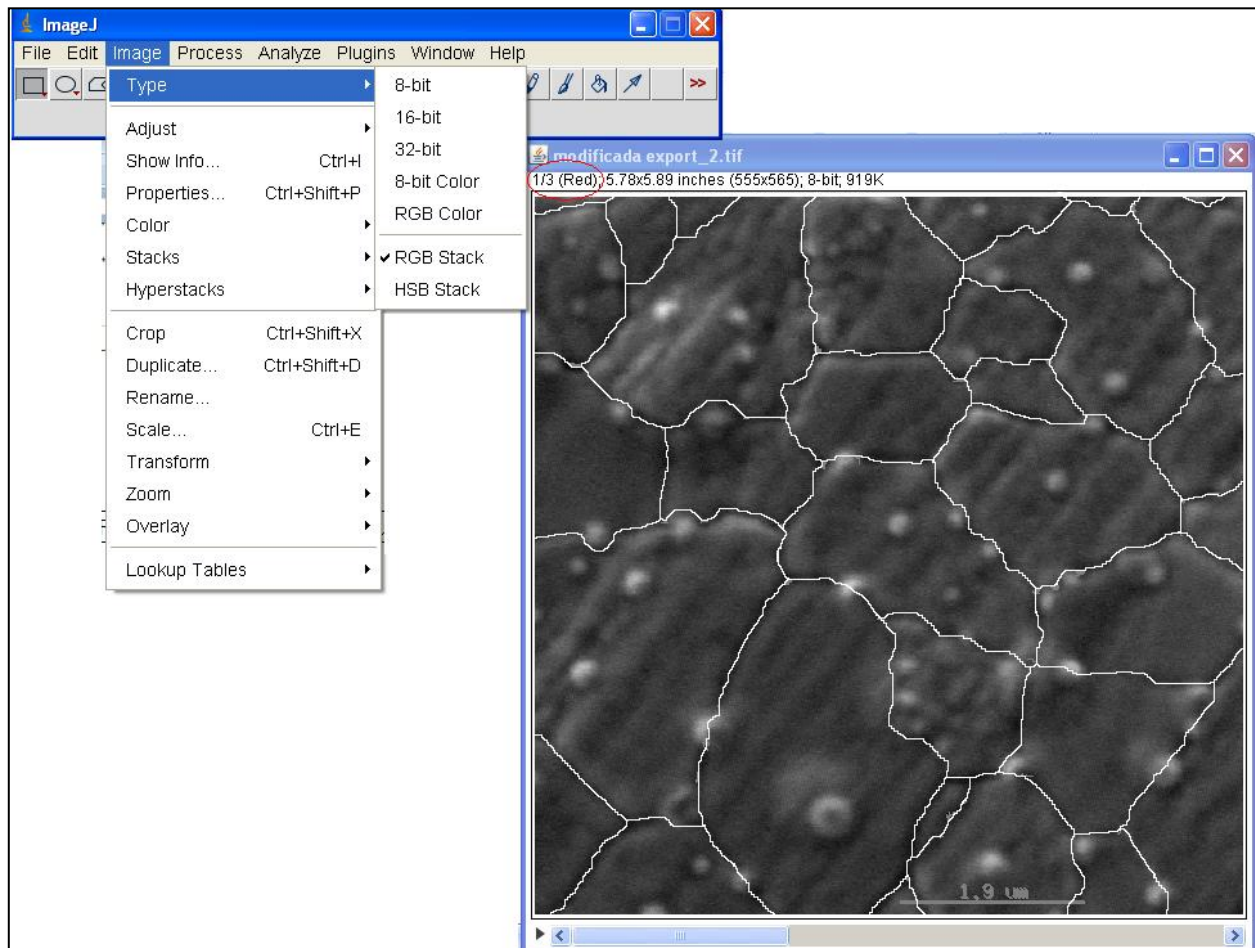 ImageJ
File Edit Image Process Analyze Plugins Window Help
>>
Type
Adjust
Show Info... Ctrl+I
Properties... Ctrl+Shift+P
Color
Stacks
Hyperstacks
Crop Ctrl+Shift+X
Duplicate... Ctrl+Shift+D
Rename...
Scale... Ctrl+E
Transform
Zoom
Overlay
Lookup Tables
8-bit
16-bit
32-bit
8-bit Color
RGB Color
RGB Stack
HSB Stack
modificada export_2.tif
1/3 (Red); 5.78x5.89 inches (555x565); 8-bit; 919K
1,9 um